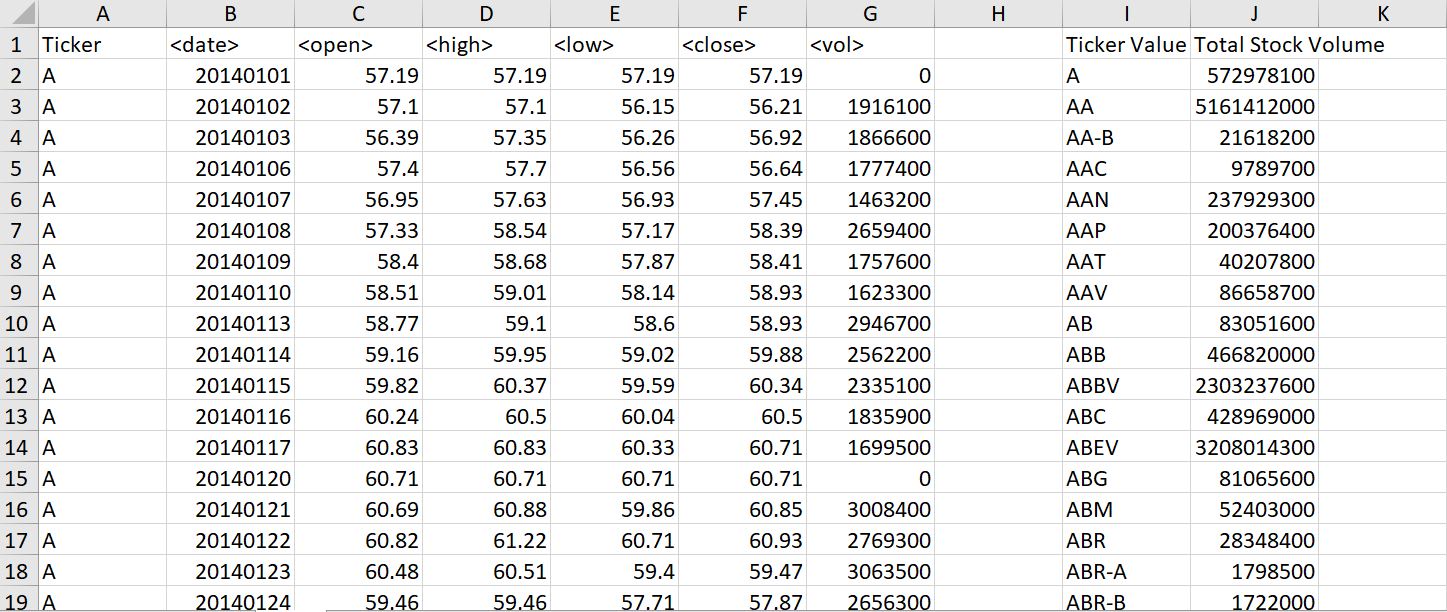 A B C D E F G H I J K
1 Ticker <date> <open> <high> <low> <close> <vol> Ticker Value Total Stock Volume
2 A 20140101 57.19 57.19 57.19 57.19 0 A 572978100
3 A 20140102 57.1 57.1 56.15 56.21 1916100 AA 5161412000
4 A 20140103 56.39 57.35 56.26 56.92 1866600 AA-B 21618200
5 A 20140106 57.4 57.7 56.56 56.64 1777400 AAC 9789700
6 A 20140107 56.95 57.63 56.93 57.45 1463200 AAN 237929300
7 A 20140108 57.33 58.54 57.17 58.39 2659400 AAP 200376400
8 A 20140109 58.4 58.68 57.87 58.41 1757600 AAT 40207800
9 A 20140110 58.51 59.01 58.14 58.93 1623300 AAV 86658700
10 A 20140113 58.77 59.1 58.6 58.93 2946700 AB 83051600
11 A 20140114 59.16 59.95 59.02 59.88 2562200 ABB 466820000
12 A 20140115 59.82 60.37 59.59 60.34 2335100 ABBV 2303237600
13 A 20140116 60.24 60.5 60.04 60.5 1835900 ABC 428969000
14 A 20140117 60.83 60.83 60.33 60.71 1699500 ABEV 3208014300
15 A 20140120 60.71 60.71 60.71 60.71 0 ABG 81065600
16 A 20140121 60.69 60.88 59.86 60.85 3008400 ABM 52403000
17 A 20140122 60.82 61.22 60.71 60.93 2769300 ABR 28348400
18 A 20140123 60.48 60.51 59.4 59.47 3063500 ABR-A 1798500
19 A 20140124 59.46 59.46 57.71 57.87 2656300 ABR-B 1722000